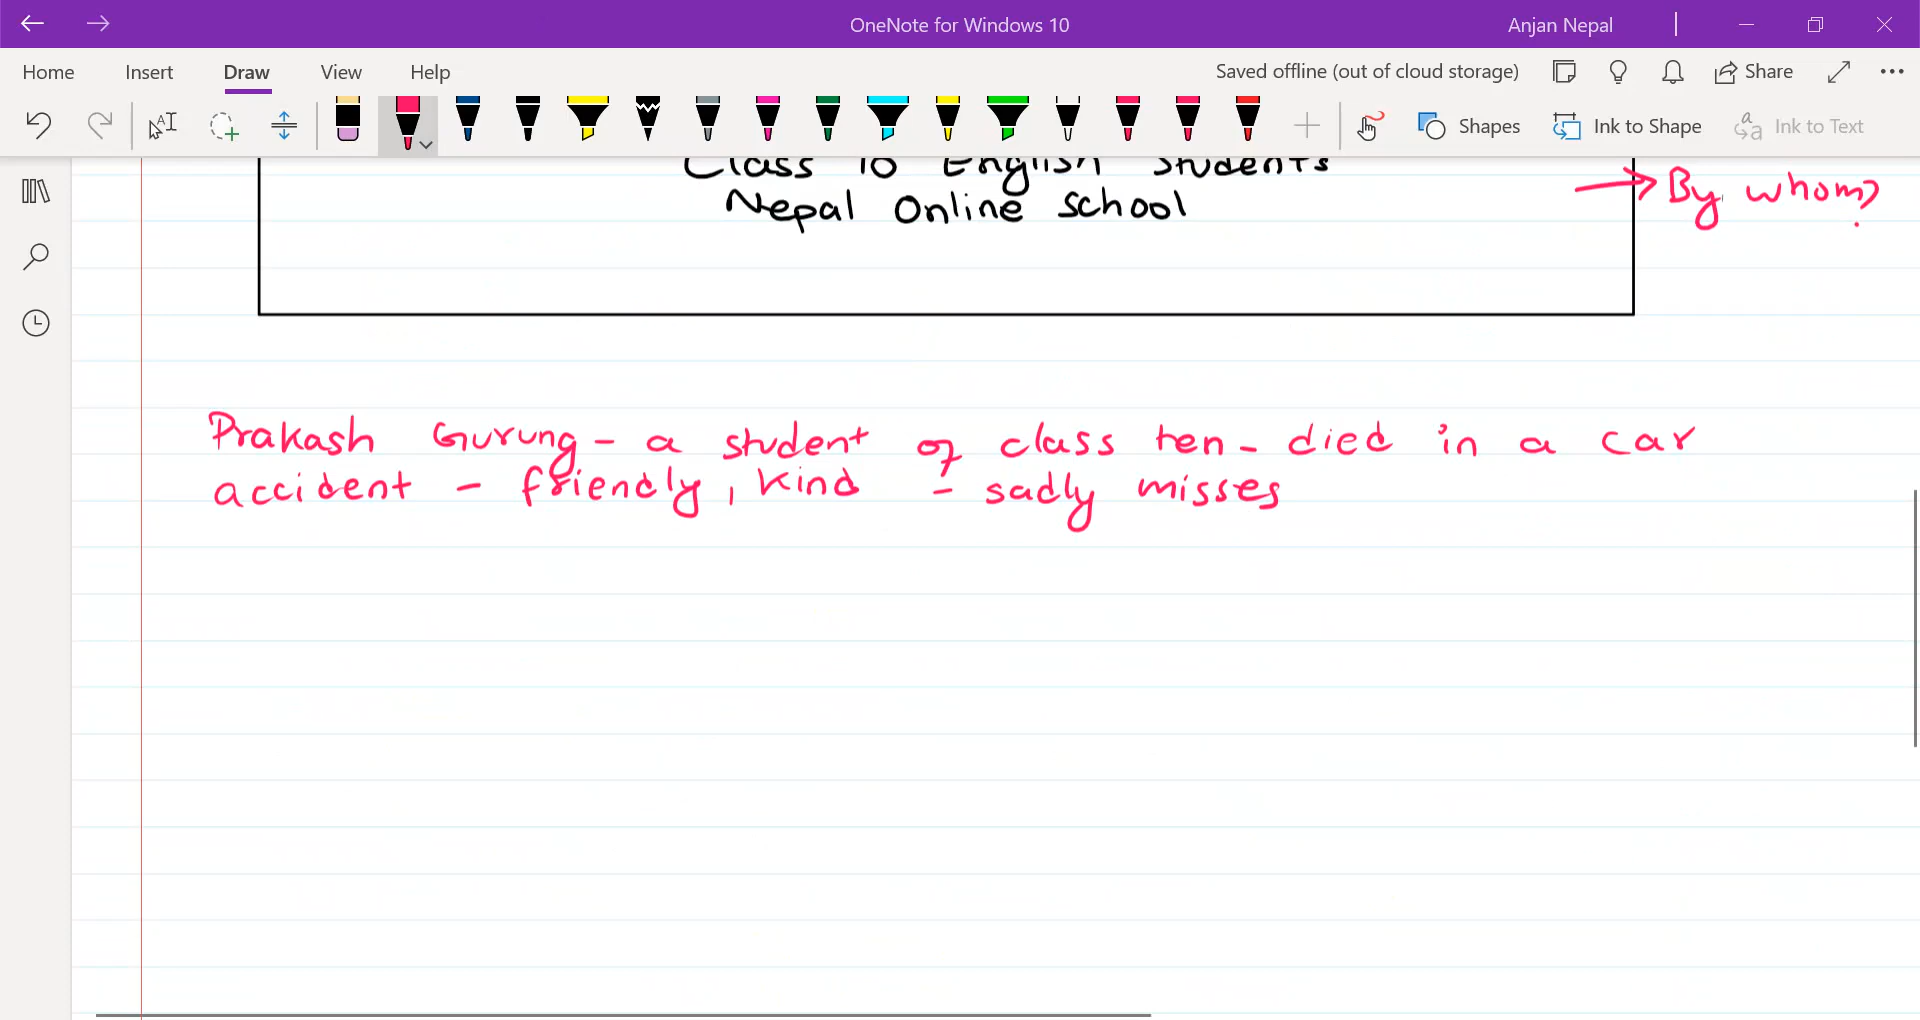 OneNote for Windows 10
Anjan Nepal
Home Insert Draw View Help
Saved offline (out of cloud storage)
Share
Shapes
Ink to Shape
Ink to Text
Class 10 English Students
Nepal Online School
By whom?
Prakash Gurung - a student of class ten - died in a car
accident - friendly, kind - sadly misses